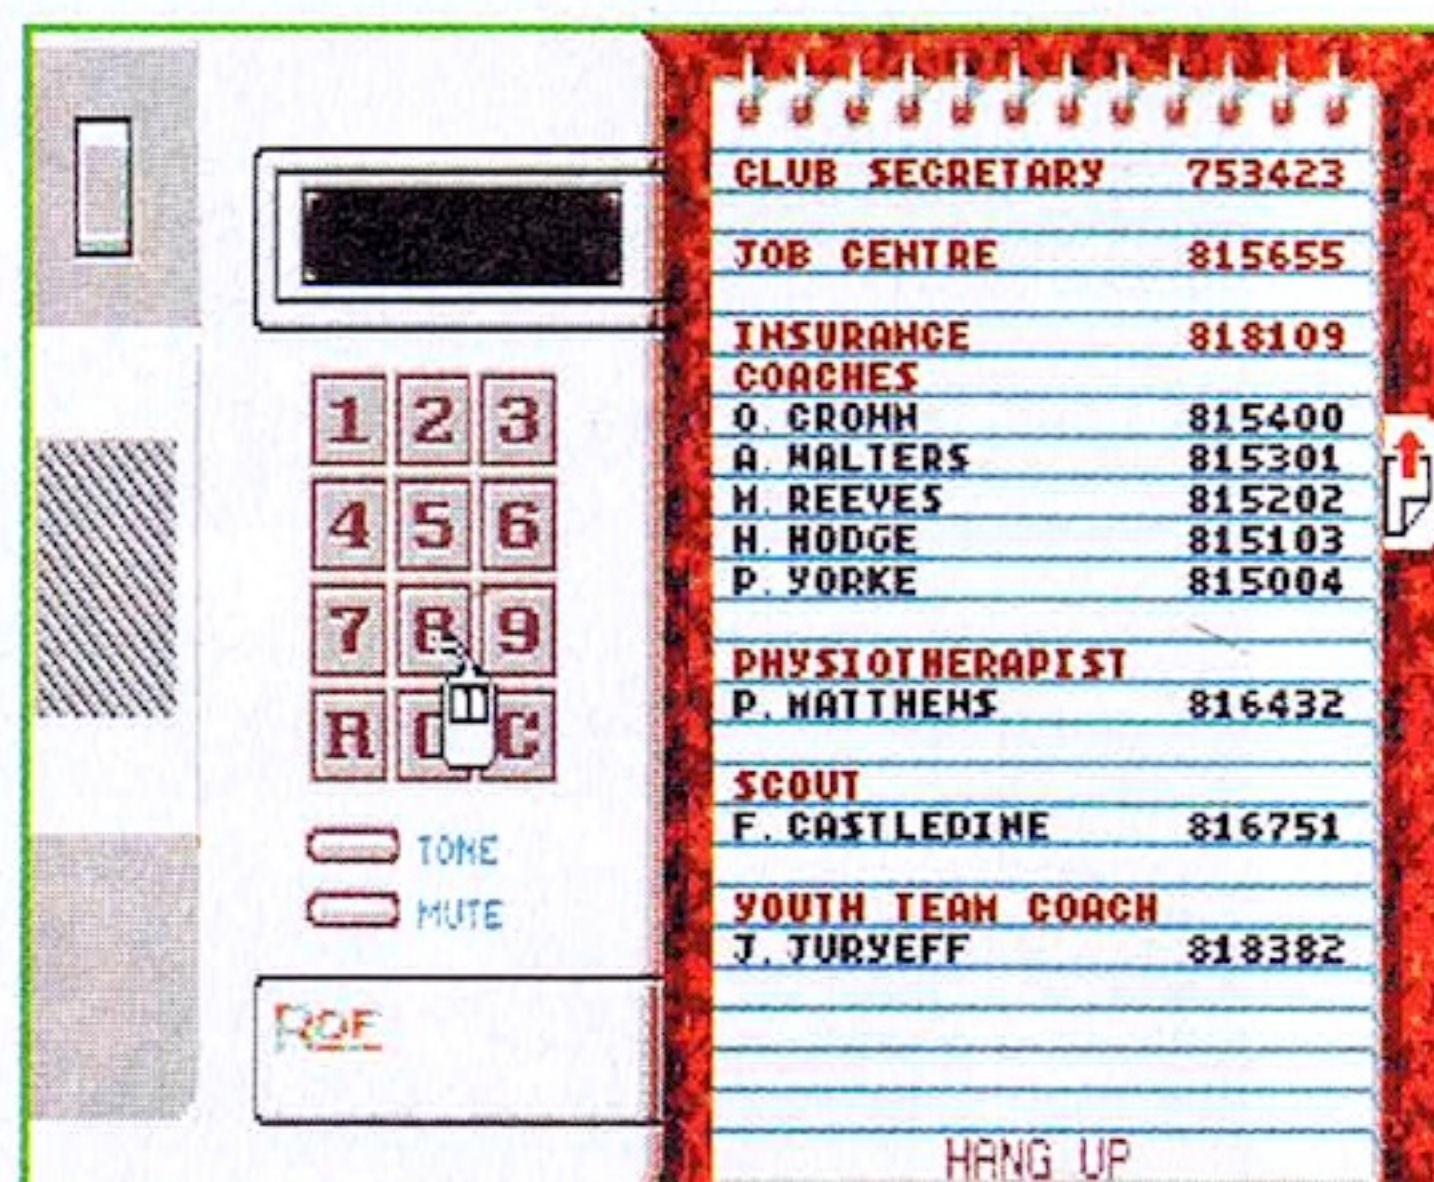 CLUB SECRETARY 753423
JOB CENTRE 815655
INSURANCE 818109
COACHES
O. CROWN 815400
A. WALTERS 815301
M. REEVES 815202
N. HODGE 815103
P. YORKE 815004
PHYSIOTHERAPIST
P. MATTHEWS 816432
SCOUT
F. CASTLEDINE 816751
YOUTH TEAM COACH
J. JURYEFF 818382
HANG UP
1 2 3
4 5 6
7 8 9
R C
TONE
MUTE